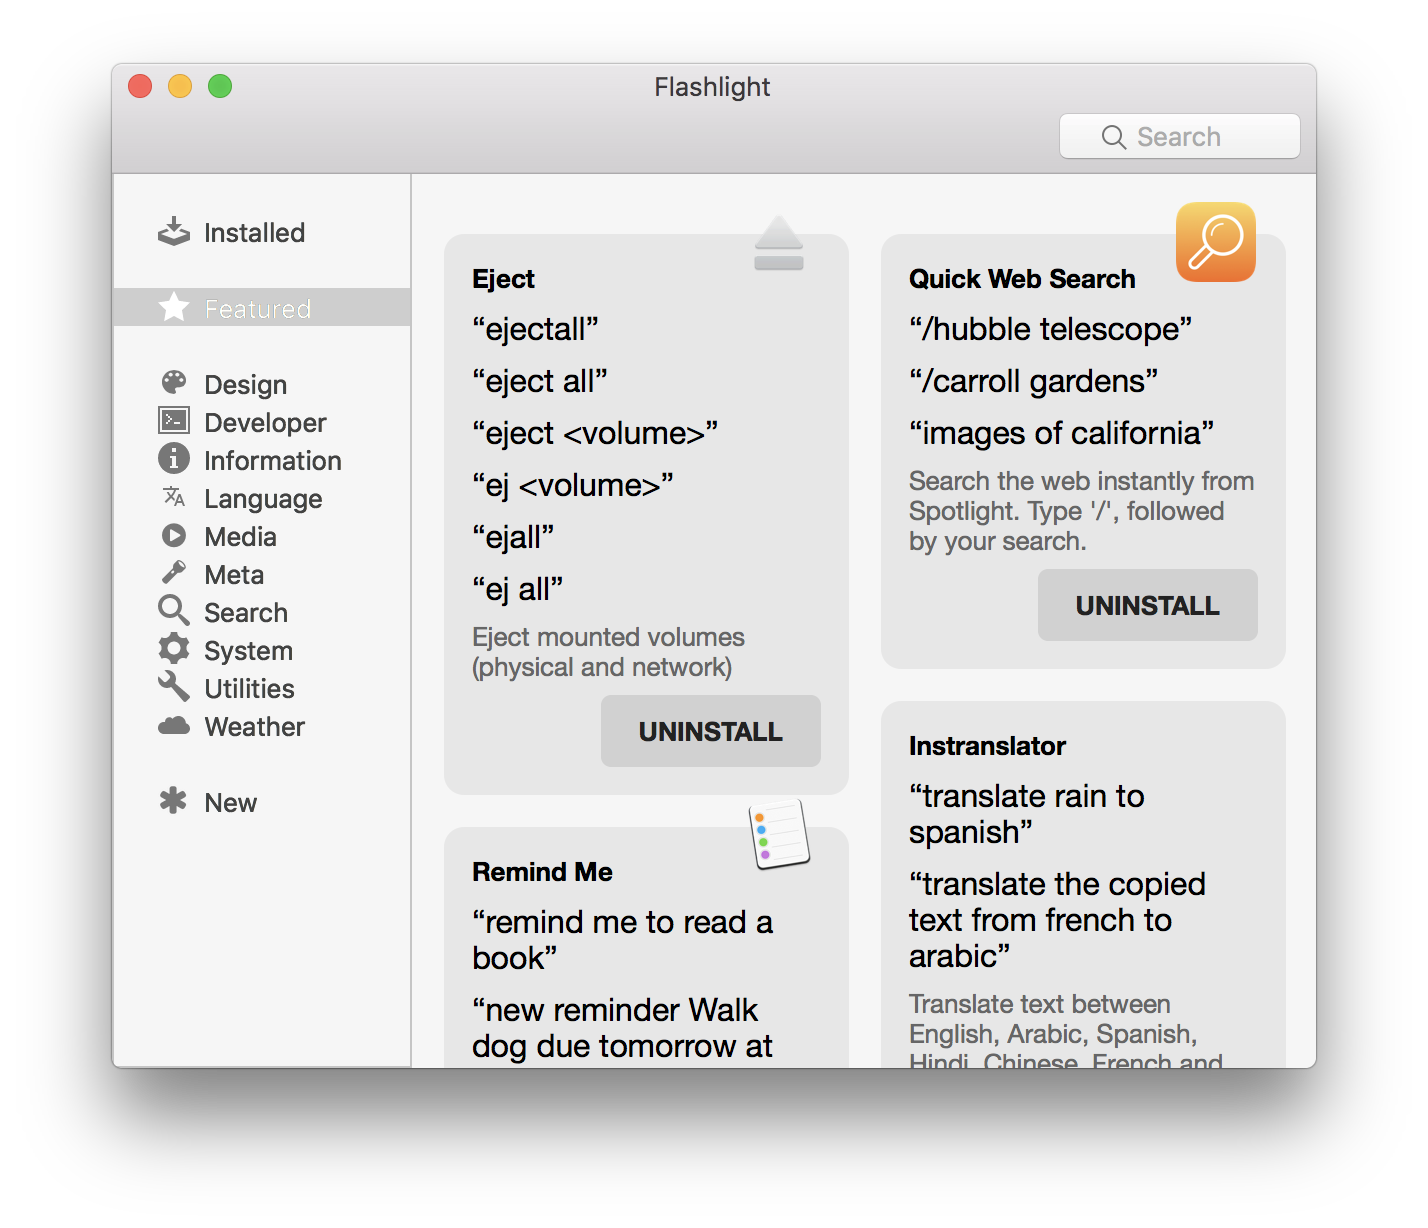 Flashlight
Search
Installed
Featured
Design
Developer
Information
Language
Media
Meta
Search
System
Utilities
Weather
New
Eject
“ejectall”
“eject all”
“eject <volume>”
“ej <volume>”
“ejall”
“ej all”
Eject mounted volumes
(physical and network)
UNINSTALL
Remind Me
“remind me to read a
book”
“new reminder Walk
dog due tomorrow at
Quick Web Search
“/hubble telescope”
“/carroll gardens”
“images of california”
Search the web instantly from
Spotlight. Type '/', followed
by your search.
UNINSTALL
Instranslator
“translate rain to
spanish”
“translate the copied
text from french to
arabic”
Translate text between
English, Arabic, Spanish,
Hindi, Chinese, French and